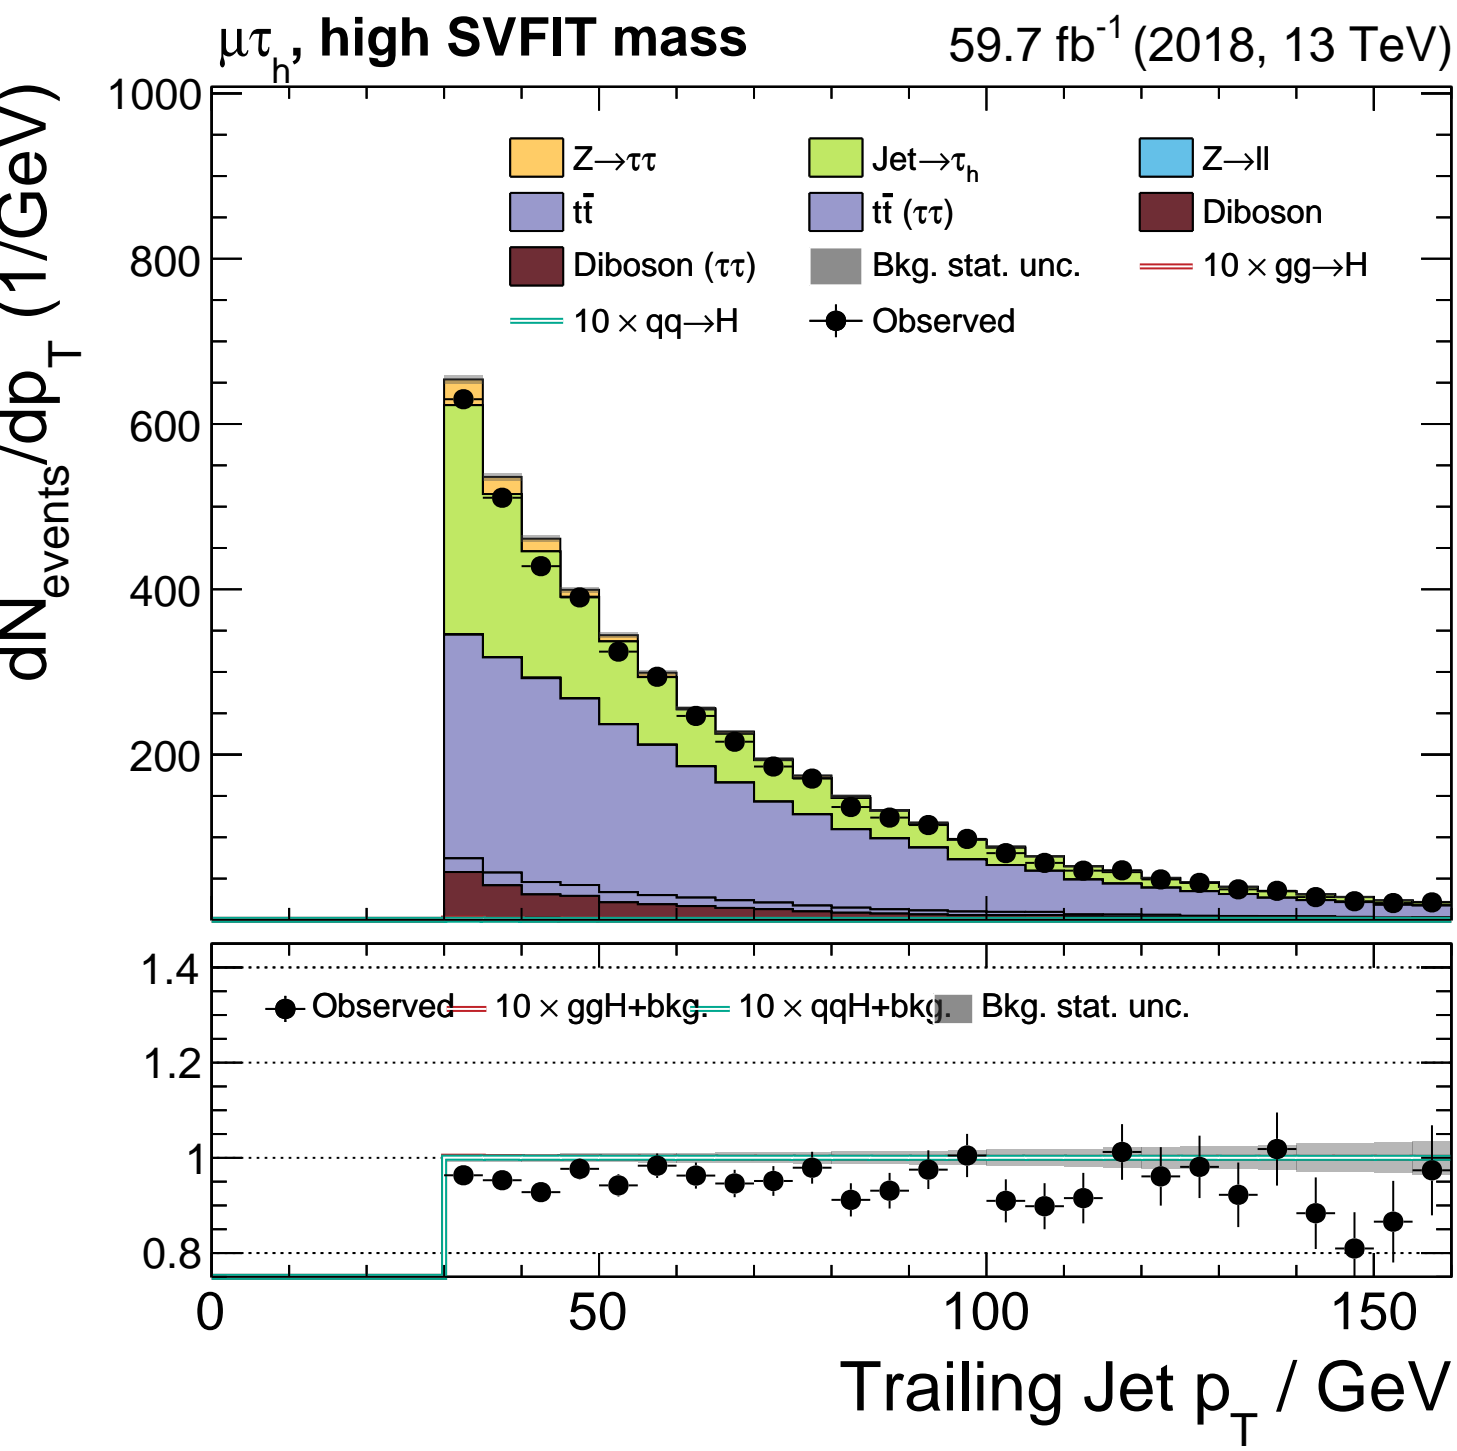 μτh, high SVFIT mass 59.7 fb-1 (2018, 13 TeV)
dNevents/dpT (1/GeV)
1000
800
600
400
200
Z→ττ Jet→τh Z→ll
tt̄ tt̄ (ττ) Diboson
Diboson (ττ) Bkg. stat. unc. 10 × gg→H
10 × qq→H Observed
1.4
1.2
1
0.8
Observed 10 × ggH+bkg. 10 × qqH+bkg. Bkg. stat. unc.
0 50 100 150
Trailing Jet pT / GeV